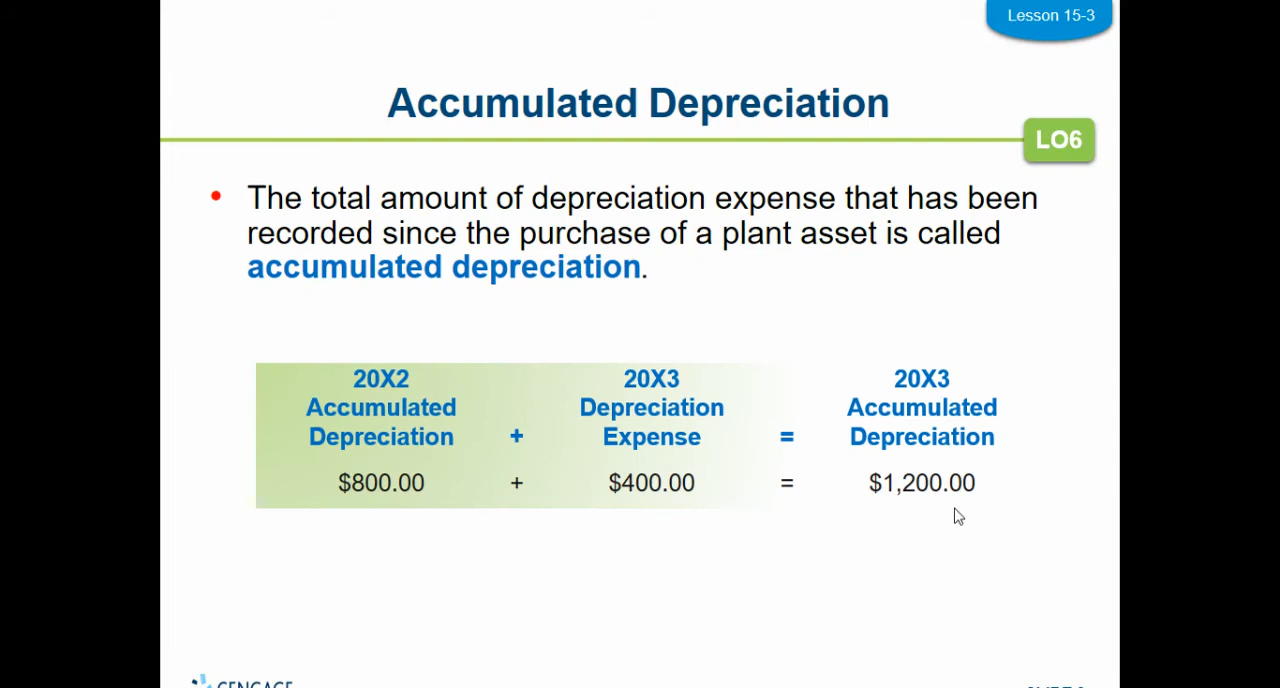 Lesson 15-3
Accumulated Depreciation
LO6
• The total amount of depreciation expense that has been
recorded since the purchase of a plant asset is called
accumulated depreciation.
20X2 20X3 20X3
Accumulated Depreciation Accumulated
Depreciation + Expense = Depreciation
$800.00 + $400.00 = $1,200.00
CENGAGE